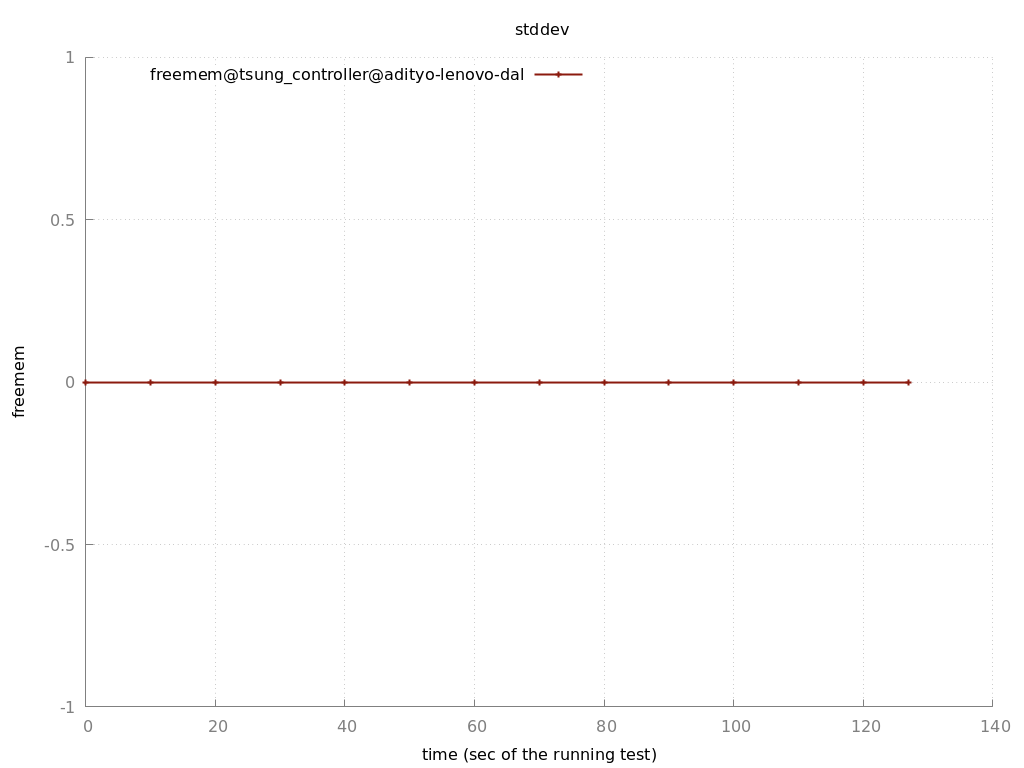 stddev
1
freemem@tsung_controller@adityo-lenovo-dal
0.5
freemem
0
-0.5
-1
0 20 40 60 80 100 120 140
time (sec of the running test)